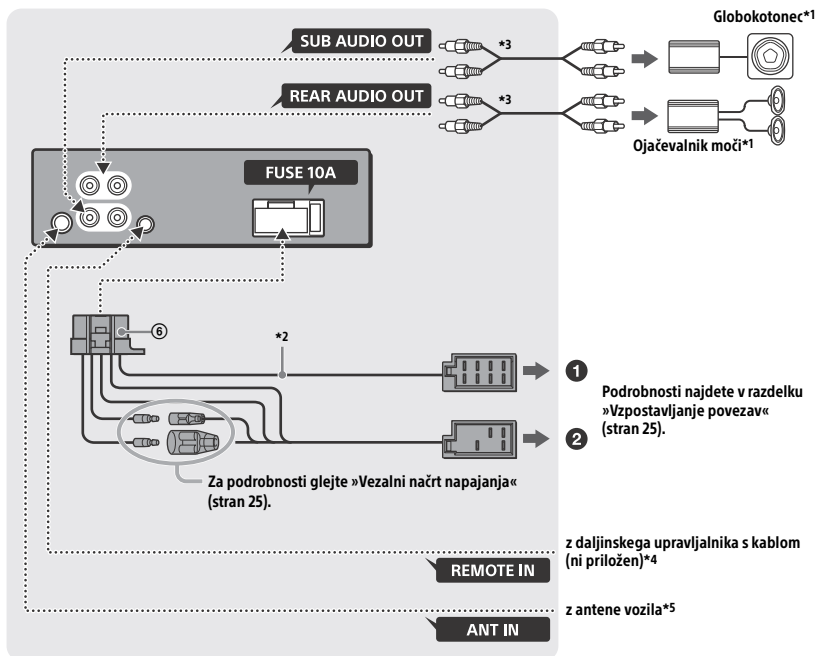 Globokotonec*1
SUB AUDIO OUT
*3
REAR AUDIO OUT
*3
Ojačevalnik moči*1
FUSE 10A
⑥
*2
❶
Podrobnosti najdete v razdelku
»Vzpostavljanje povezav«
(stran 25).
❷
Za podrobnosti glejte »Vezalni načrt napajanja«
(stran 25).
z daljinskega upravljalnika s kablom
(ni priložen)*4
REMOTE IN
z antene vozila*5
ANT IN